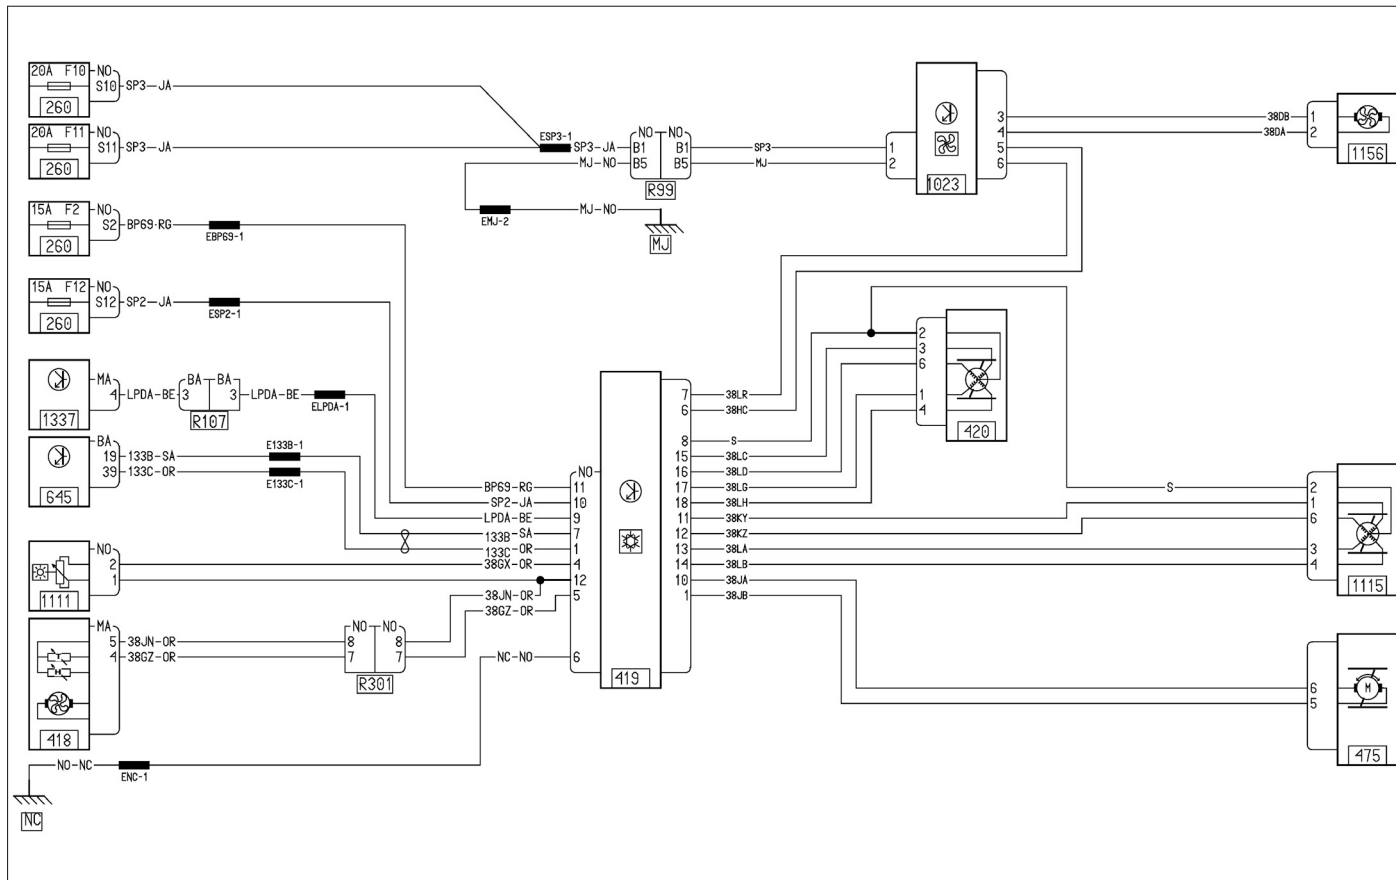 20A F10 NO
S10 SP3-JA
260
20A F11 NO
S11 SP3-JA
260
ESP3-1
SP3-JA B1
MJ-NO B5
NO NO
B1 SP3
B5 MJ
R99
EMJ-2
MJ-NO
MJ
1
2
1023
3
4
5
6
38DB 1
38DA 2
1156
15A F2 NO
S2 BP69-RG
EBP69-1
260
15A F12 NO
S12 SP2-JA
ESP2-1
260
MA
4 LPDA-BE 3
BA BA
3 LPDA-BE
ELPDA-1
1337
R107
BA
19 133B-SA
39 133C-OR
E133B-1
E133C-1
645
NO
2
1
1111
MA
5 38JN-OR
4 38GZ-OR
418
NO NO
8 8
7 7
R301
NO-NC
ENC-1
NC
NO
BP69-RG 11
SP2-JA 10
LPDA-BE 9
133B-SA 7
133C-OR 1
38GX-OR 4
12
38JN-OR 5
38GZ-OR
NC-NO 6
419
7 38LR
6 38HC
8 S
15 38LC
16 38LD
17 38LG
18 38LH
11 38KY
12 38KZ
13 38LA
14 38LB
10 38JA
1 38JB
2
3
6
1
4
420
S 2
1
6
3
4
1115
M
6
5
475